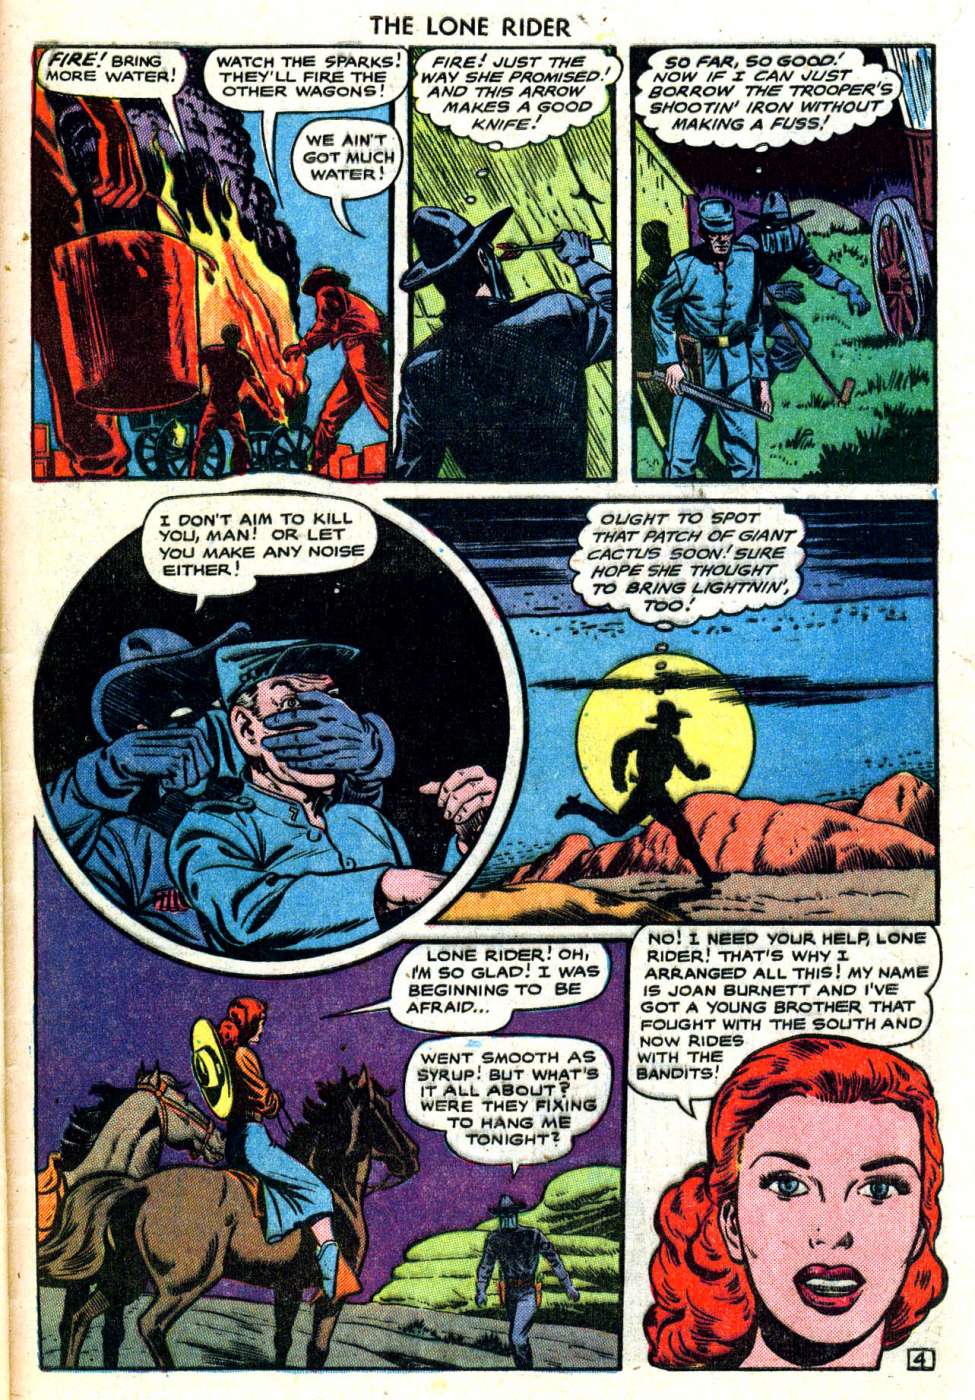 THE LONE RIDER
FIRE! BRING
MORE WATER!
WATCH THE SPARKS!
THEY'LL FIRE THE
OTHER WAGONS!
WE AIN'T
GOT MUCH
WATER!
FIRE! JUST THE
WAY SHE PROMISED!
AND THIS ARROW
MAKES A GOOD
KNIFE!
SO FAR, SO GOOD!
NOW IF I CAN JUST
BORROW THE TROOPER'S
SHOOTIN' IRON WITHOUT
MAKING A FUSS!
I DON'T AIM TO KILL
YOU, MAN! OR LET
YOU MAKE ANY NOISE
EITHER!
OUGHT TO SPOT
THAT PATCH OF GIANT
CACTUS SOON! SURE
HOPE SHE THOUGHT
TO BRING LIGHTNIN',
TOO!
LONE RIDER! OH,
I'M SO GLAD! I WAS
BEGINNING TO BE
AFRAID...
WENT SMOOTH AS
SYRUP! BUT WHAT'S
IT ALL ABOUT?
WERE THEY FIXING
TO HANG ME
TONIGHT?
NO! I NEED YOUR HELP, LONE
RIDER! THAT'S WHY I
ARRANGED ALL THIS! MY NAME
IS JOAN BURNETT AND I'VE
GOT A YOUNG BROTHER THAT
FOUGHT WITH THE SOUTH AND
NOW RIDES
WITH THE
BANDITS!
4